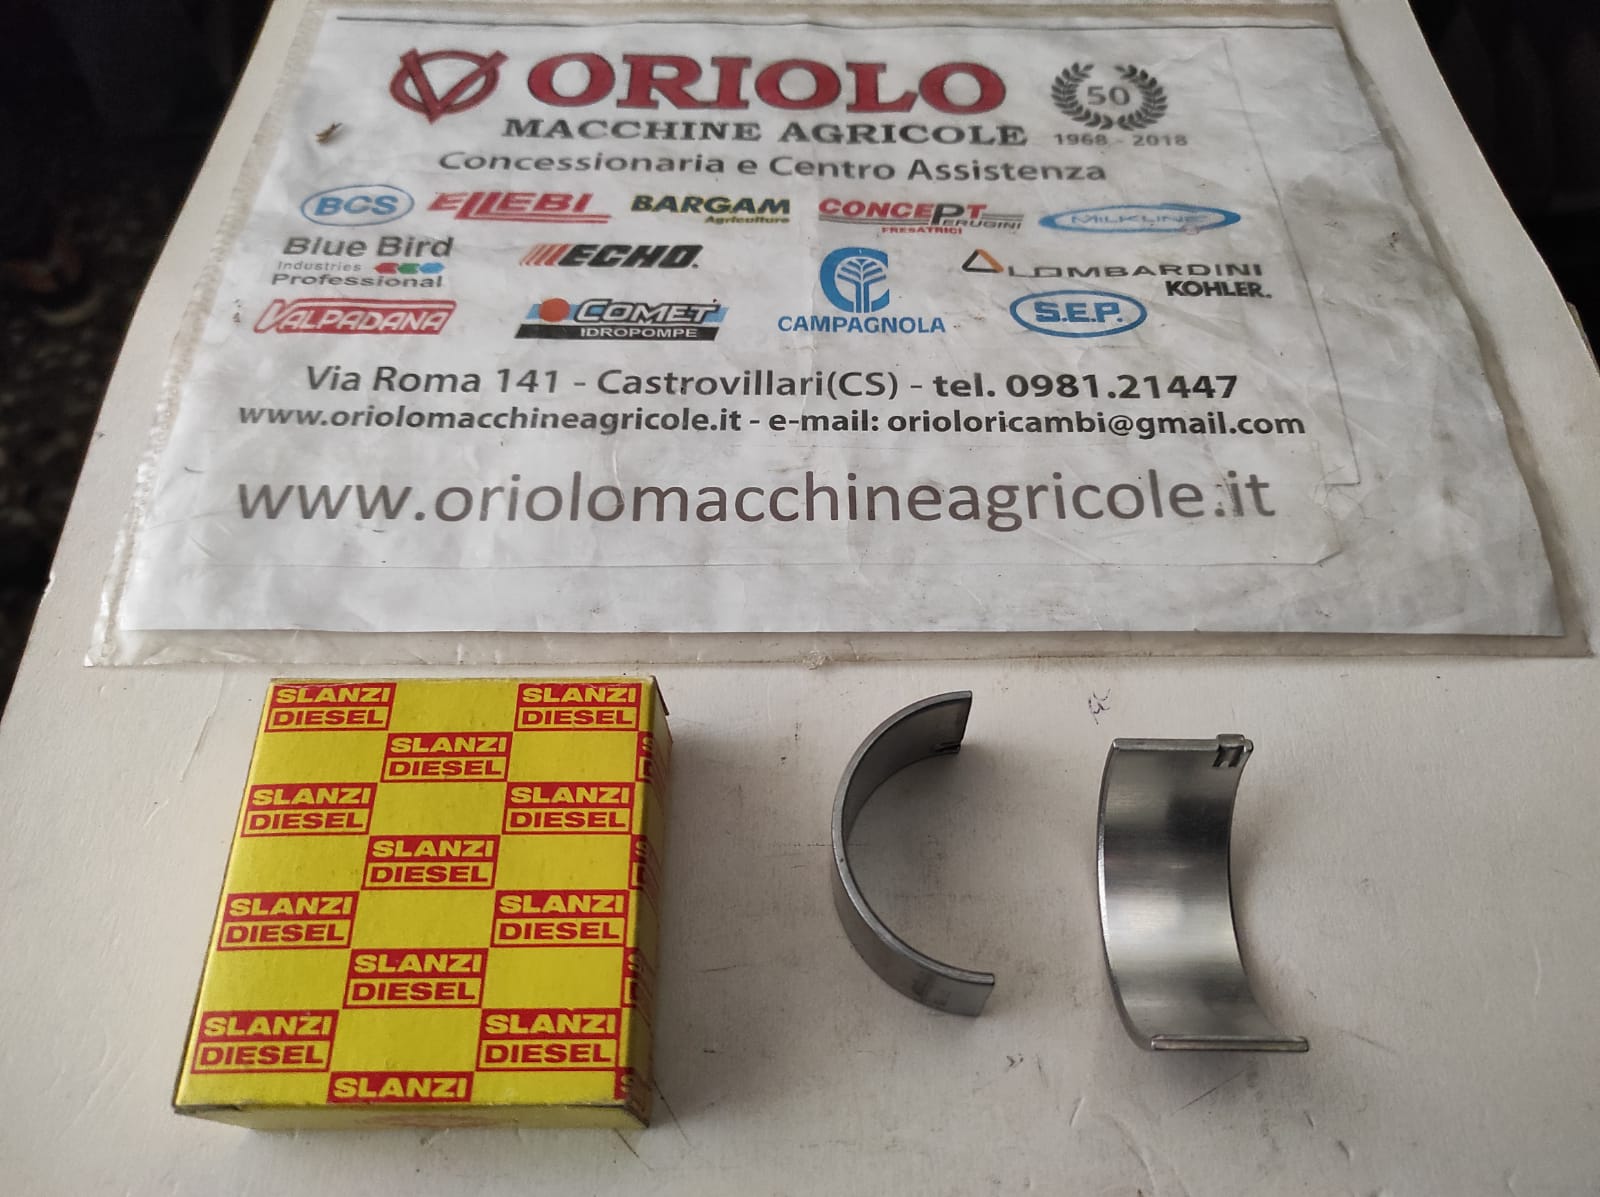 ORIOLO
50
MACCHINE AGRICOLE
1968 - 2018
Concessionaria e Centro Assistenza
BCS
ELLEBI
BARGAM
Agriculture
CONCEPT
PERUGINI
FRESATRICI
MILKLINE
Blue Bird
Industries
Professional
ECHO.
CAMPAGNOLA
LOMBARDINI
KOHLER.
VALPADANA
COMET
IDROPOMPE
S.E.P.
Via Roma 141 - Castrovillari(CS) - tel. 0981.21447
www.oriolomacchineagricole.it - e-mail: orioloricambi@gmail.com
www.oriolomacchineagricole.it
SLANZI
DIESEL
SLANZI
DIESEL
SLANZI
DIESEL
SLANZI
DIESEL
SLANZI
DIESEL
SLANZI
DIESEL
SLANZI
DIESEL
SLANZI
DIESEL
SLANZI
DIESEL
SLANZI
DIESEL
SLANZI
DIESEL
SLANZI